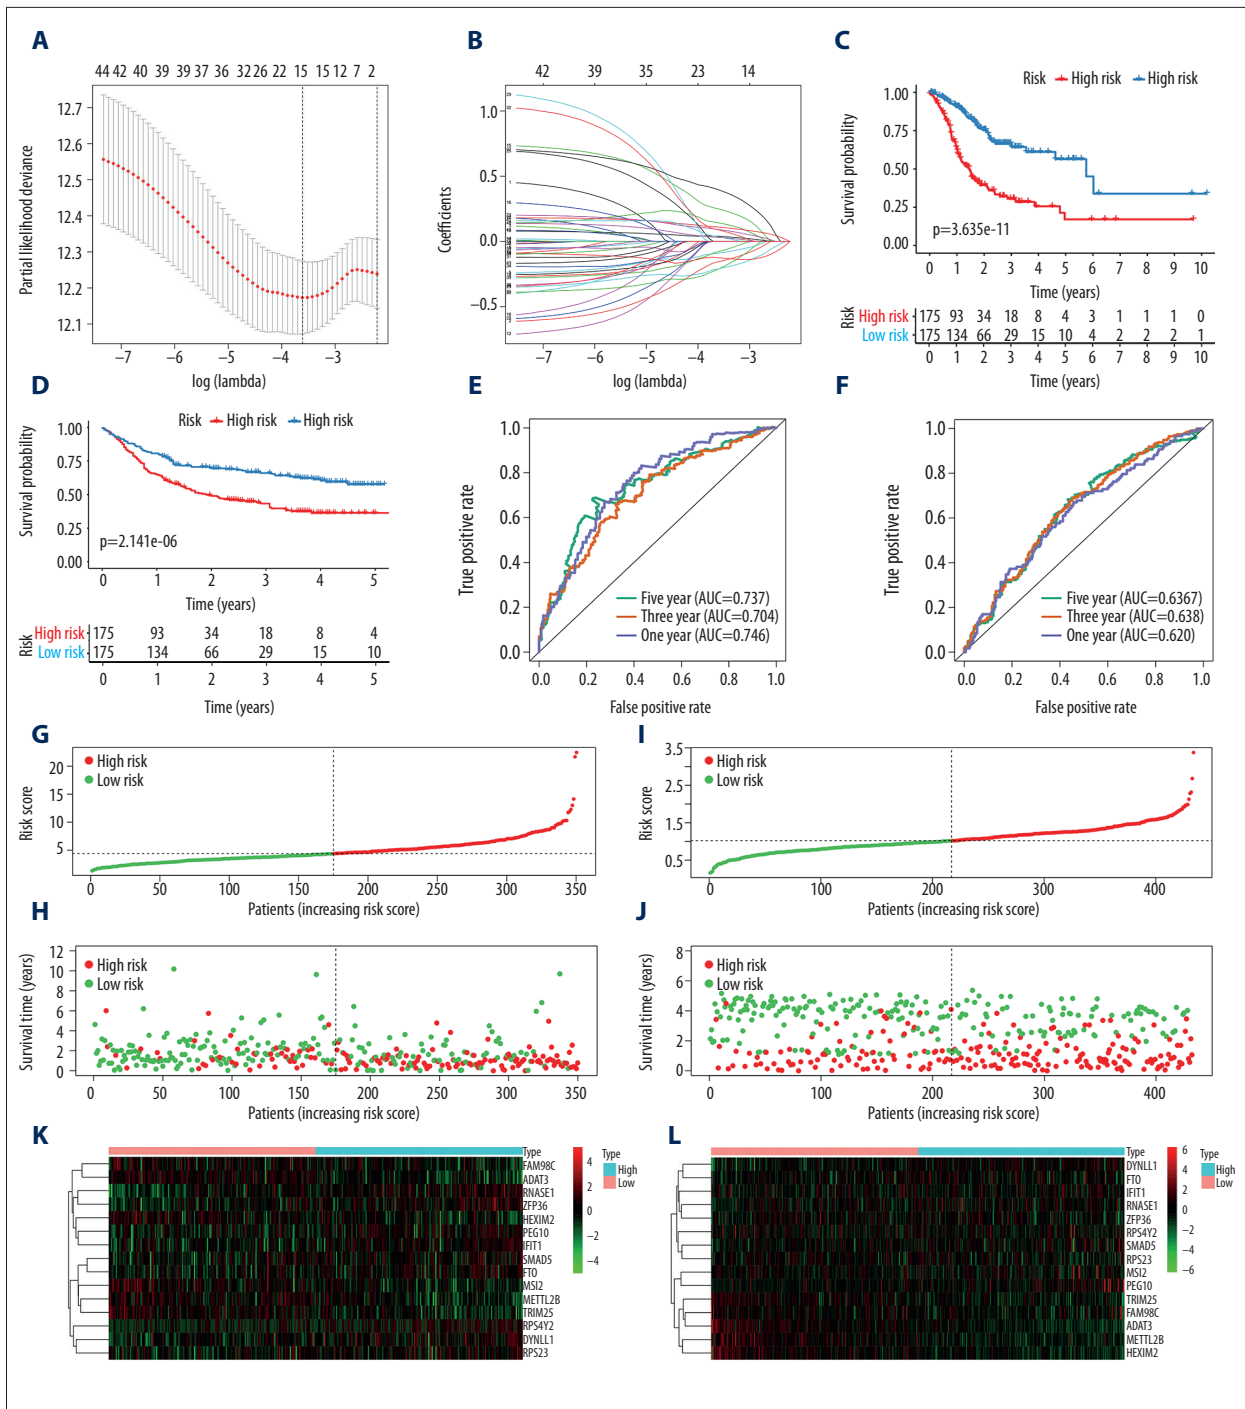 A
44 42 40 39 39 37 36 32 26 22 15 15 12 7 2
Partial likelihood deviance
12.7
12.6
12.5
12.4
12.3
12.2
12.1
−7 −6 −5 −4 −3
log (lambda)
B
42 39 35 23 14
Coefficients
1.0
0.5
0.0
−0.5
−7 −6 −5 −4 −3 −2
log (lambda)
C
Risk High risk High risk
Survival probability
1.00
0.75
0.50
0.25
0.00
p=3.635e-11
0 1 2 3 4 5 6 7 8 9 10
Time (years)
Risk
High risk 175 93 34 18 8 4 3 1 1 1 0
Low risk 175 134 66 29 15 10 4 2 2 2 1
0 1 2 3 4 5 6 7 8 9 10
Time (years)
D
Risk High risk High risk
Survival probability
1.00
0.75
0.50
0.25
0.00
p=2.141e-06
0 1 2 3 4 5
Time (years)
Risk
High risk 175 93 34 18 8 4
Low risk 175 134 66 29 15 10
0 1 2 3 4 5
Time (years)
E
True positive rate
1.0
0.8
0.6
0.4
0.2
0.0
Five year (AUC=0.737)
Three year (AUC=0.704)
One year (AUC=0.746)
0.0 0.2 0.4 0.6 0.8 1.0
False positive rate
F
True positive rate
1.0
0.8
0.6
0.4
0.2
0.0
Five year (AUC=0.6367)
Three year (AUC=0.638)
One year (AUC=0.620)
0.0 0.2 0.4 0.6 0.8 1.0
False positive rate
G
Risk score
20
15
10
5
High risk
Low risk
0 50 100 150 200 250 300 350
Patients (increasing risk score)
I
Risk score
3.5
2.5
1.5
0.5
High risk
Low risk
0 100 200 300 400
Patients (increasing risk score)
H
Survival time (years)
12
10
8
6
4
2
0
High risk
Low risk
0 50 100 150 200 250 300 350
Patients (increasing risk score)
J
Survival time (years)
8
6
4
2
0
High risk
Low risk
0 100 200 300 400
Patients (increasing risk score)
K
Type
FAM98C
ADAT3
RNASE1
ZFP36
HEXIM2
PEG10
IFIT1
SMAD5
FTO
MSI2
METTL2B
TRIM25
RPS4Y2
DYNLL1
RPS23
4
2
0
−2
−4
Type
High
Low
L
Type
DYNLL1
FTO
IFIT1
RNASE1
ZFP36
RPS4Y2
SMAD5
RPS23
MSI2
PEG10
TRIM25
FAM98C
ADAT3
METTL2B
HEXIM2
6
4
2
0
−2
−4
−6
Type
High
Low